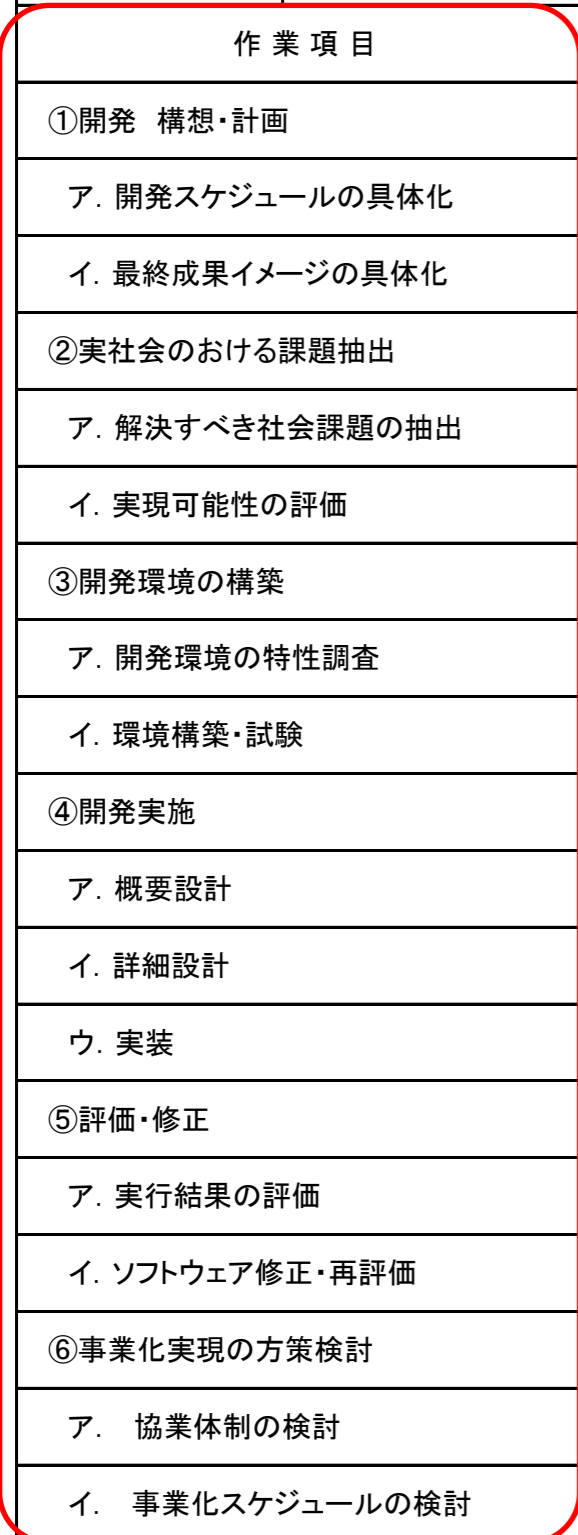 作 業 項 目
①開発　構想・計画
ア. 開発スケジュールの具体化
イ. 最終成果イメージの具体化
②実社会のおける課題抽出
ア. 解決すべき社会課題の抽出
イ. 実現可能性の評価
③開発環境の構築
ア. 開発環境の特性調査
イ. 環境構築・試験
④開発実施
ア. 概要設計
イ. 詳細設計
ウ. 実装
⑤評価・修正
ア. 実行結果の評価
イ. ソフトウェア修正・再評価
⑥事業化実現の方策検討
ア.　協業体制の検討
イ.　事業化スケジュールの検討